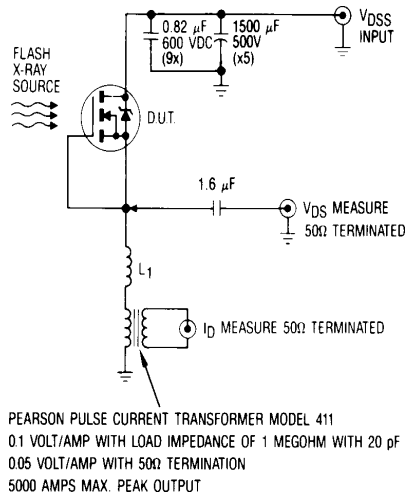 0.82 µF
600 VDC
(9x)
1500 µF
500V
(x5)
VDSS
INPUT
FLASH
X-RAY
SOURCE
D.U.T.
1.6 µF
VDS MEASURE
50Ω TERMINATED
L1
ID MEASURE 50Ω TERMINATED
PEARSON PULSE CURRENT TRANSFORMER MODEL 411
0.1 VOLT/AMP WITH LOAD IMPEDANCE OF 1 MEGOHM WITH 20 pF
0.05 VOLT/AMP WITH 50Ω TERMINATION
5000 AMPS MAX. PEAK OUTPUT